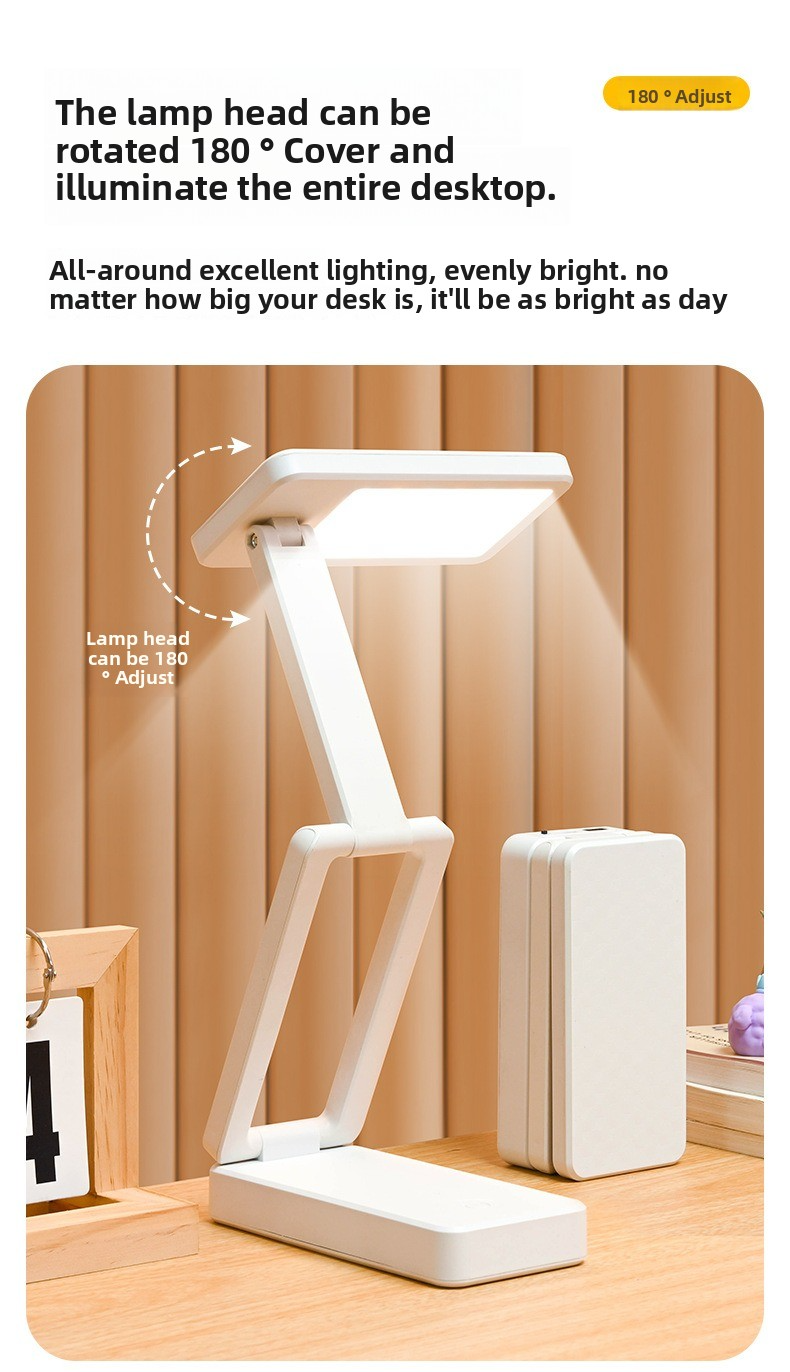 The lamp head can be
rotated 180 ° Cover and
illuminate the entire desktop.
180 ° Adjust
All-around excellent lighting, evenly bright. no
matter how big your desk is, it'll be as bright as day
Lamp head
can be 180
° Adjust
4